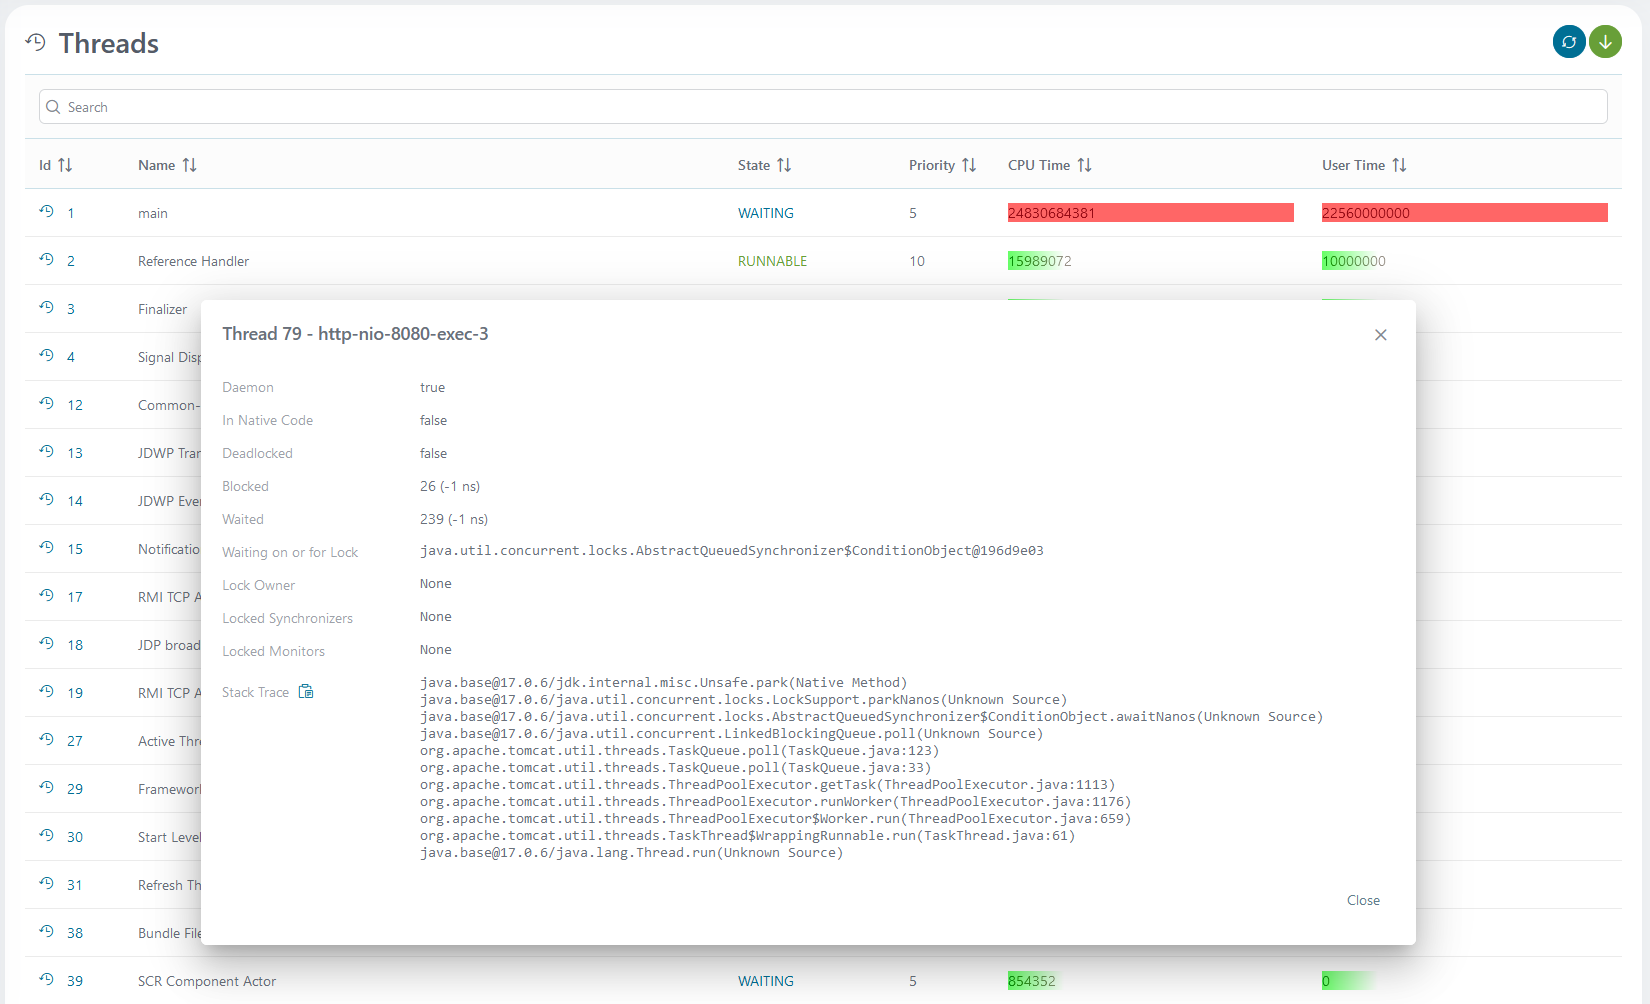 Threads
Search
Id Name State Priority CPU Time User Time
1 main WAITING 5 24830684381 22560000000
2 Reference Handler RUNNABLE 10 15989072 10000000
3 Finalizer
4 Signal
12 Common-
13 JDWP
14 JDWP
15
17 RMI TCP
18 JDP
19 RMI TCP
27 Active
29
30 Start Level
31 Refresh
38 Bundle
39 SCR Component Actor WAITING 5 854352 0
Thread 79 - http-nio-8080-exec-3
Daemon true
In Native Code false
Deadlocked false
Blocked 26 (-1 ns)
Waited 239 (-1 ns)
Waiting on or for Lock java.util.concurrent.locks.AbstractQueuedSynchronizer$ConditionObject@196d9e03
Lock Owner None
Locked Synchronizers None
Locked Monitors None
Stack Trace java.base@17.0.6/jdk.internal.misc.Unsafe.park(Native Method)
java.base@17.0.6/java.util.concurrent.locks.LockSupport.parkNanos(Unknown Source)
java.base@17.0.6/java.util.concurrent.locks.AbstractQueuedSynchronizer$ConditionObject.awaitNanos(Unknown Source)
java.base@17.0.6/java.util.concurrent.LinkedBlockingQueue.poll(Unknown Source)
org.apache.tomcat.util.threads.TaskQueue.poll(TaskQueue.java:123)
org.apache.tomcat.util.threads.TaskQueue.poll(TaskQueue.java:33)
org.apache.tomcat.util.threads.ThreadPoolExecutor.getTask(ThreadPoolExecutor.java:1113)
org.apache.tomcat.util.threads.ThreadPoolExecutor.runWorker(ThreadPoolExecutor.java:1176)
org.apache.tomcat.util.threads.ThreadPoolExecutor$Worker.run(ThreadPoolExecutor.java:659)
org.apache.tomcat.util.threads.TaskThread$WrappingRunnable.run(TaskThread.java:61)
java.base@17.0.6/java.lang.Thread.run(Unknown Source)
Close